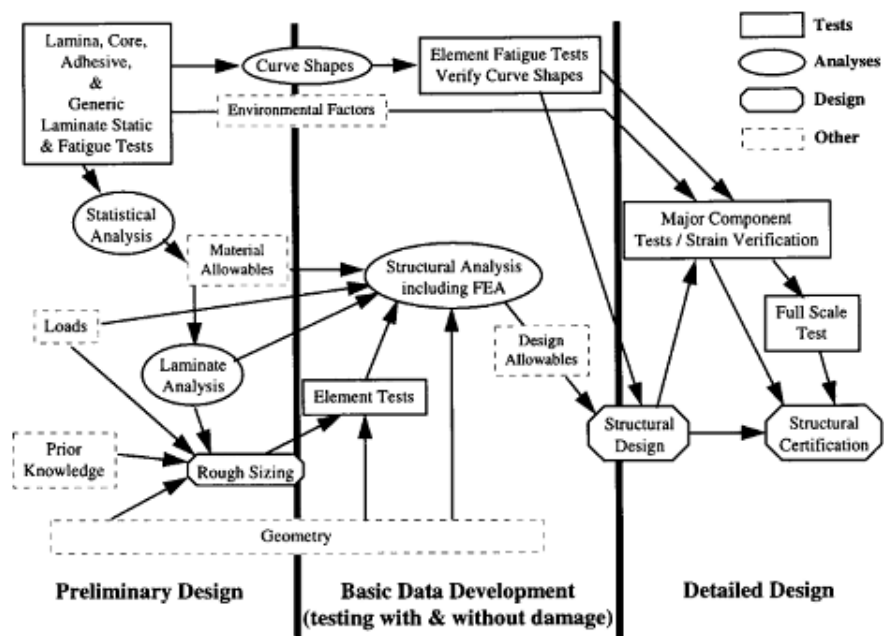 Lamina, Core,
Adhesive,
&
Generic
Laminate Static
& Fatigue Tests
Curve Shapes
Element Fatigue Tests
Verify Curve Shapes
Tests
Analyses
Design
Other
Environmental Factors
Statistical
Analysis
Material
Allowables
Structural Analysis
including FEA
Major Component
Tests / Strain Verification
Loads
Laminate
Analysis
Design
Allowables
Full Scale
Test
Element Tests
Prior
Knowledge
Rough Sizing
Structural
Design
Structural
Certification
Geometry
Preliminary Design
Basic Data Development
(testing with & without damage)
Detailed Design